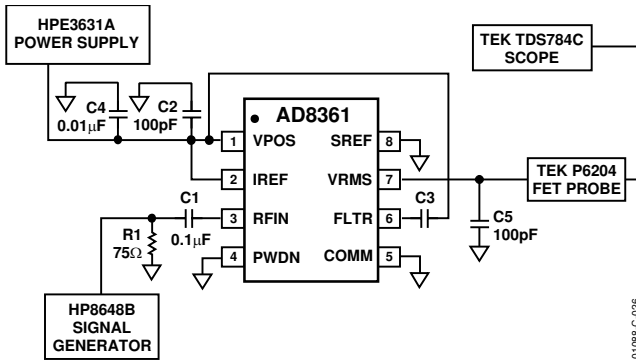 HPE3631A
POWER SUPPLY
TEK TDS784C
SCOPE
C4
0.01μF
C2
100pF
AD8361
1 VPOS
SREF 8
2 IREF
VRMS 7
TEK P6204
FET PROBE
C1
0.1μF
3 RFIN
FLTR 6
C3
C5
100pF
R1
75Ω
4 PWDN
COMM 5
HP8648B
SIGNAL
GENERATOR
01088-C-026